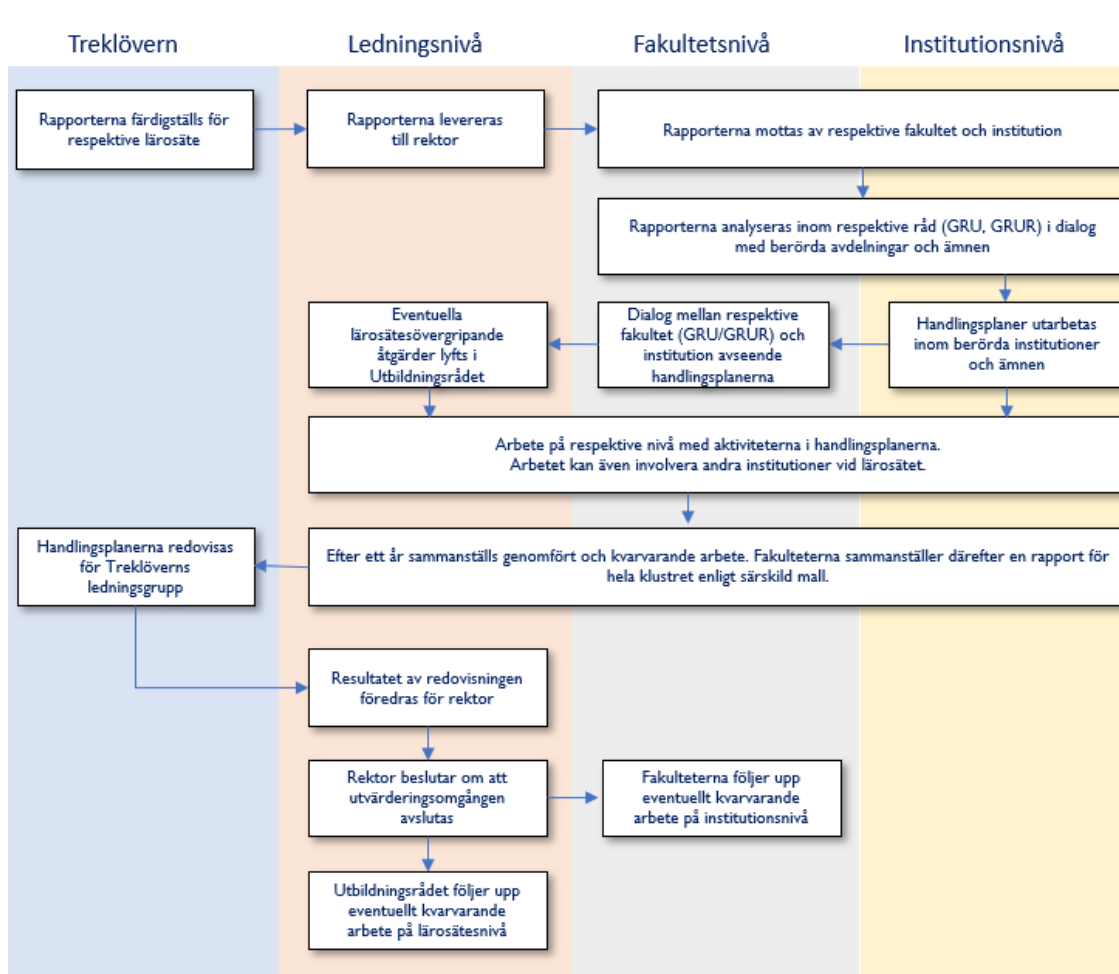 Treklövern
Ledningsnivå
Fakultetsnivå
Institutionsnivå
Rapporterna färdigställs för
respektive lärosäte
Rapporterna levereras
till rektor
Rapporterna mottas av respektive fakultet och institution
Rapporterna analyseras inom respektive råd (GRU, GRUR) i dialog
med berörda avdelningar och ämnen
Eventuella
lärosätesövergripande
åtgärder lyfts i
Utbildningsrådet
Dialog mellan respektive
fakultet (GRU/GRUR) och
institution avseende
handlingsplanerna
Handlingsplaner utarbetas
inom berörda institutioner
och ämnen
Arbete på respektive nivå med aktiviteterna i handlingsplanerna.
Arbetet kan även involvera andra institutioner vid lärosätet.
Handlingsplanerna redovisas
för Treklöverns
ledningsgrupp
Efter ett år sammanställs genomfört och kvarvarande arbete. Fakulteterna sammanställer därefter en rapport för
hela klustret enligt särskild mall.
Resultatet av redovisningen
föredras för rektor
Rektor beslutar om att
utvärderingsomgången
avslutas
Fakulteterna följer upp
eventuellt kvarvarande
arbete på institutionsnivå
Utbildningsrådet följer upp
eventuellt kvarvarande
arbete på lärosätesnivå